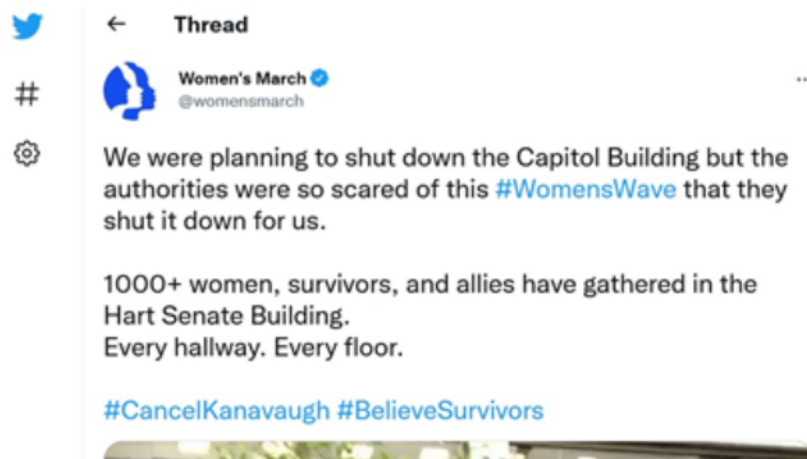 Thread
Women's March
@womensmarch
We were planning to shut down the Capitol Building but the
authorities were so scared of this #WomensWave that they
shut it down for us.
1000+ women, survivors, and allies have gathered in the
Hart Senate Building.
Every hallway. Every floor.
#CancelKanavaugh #BelieveSurvivors